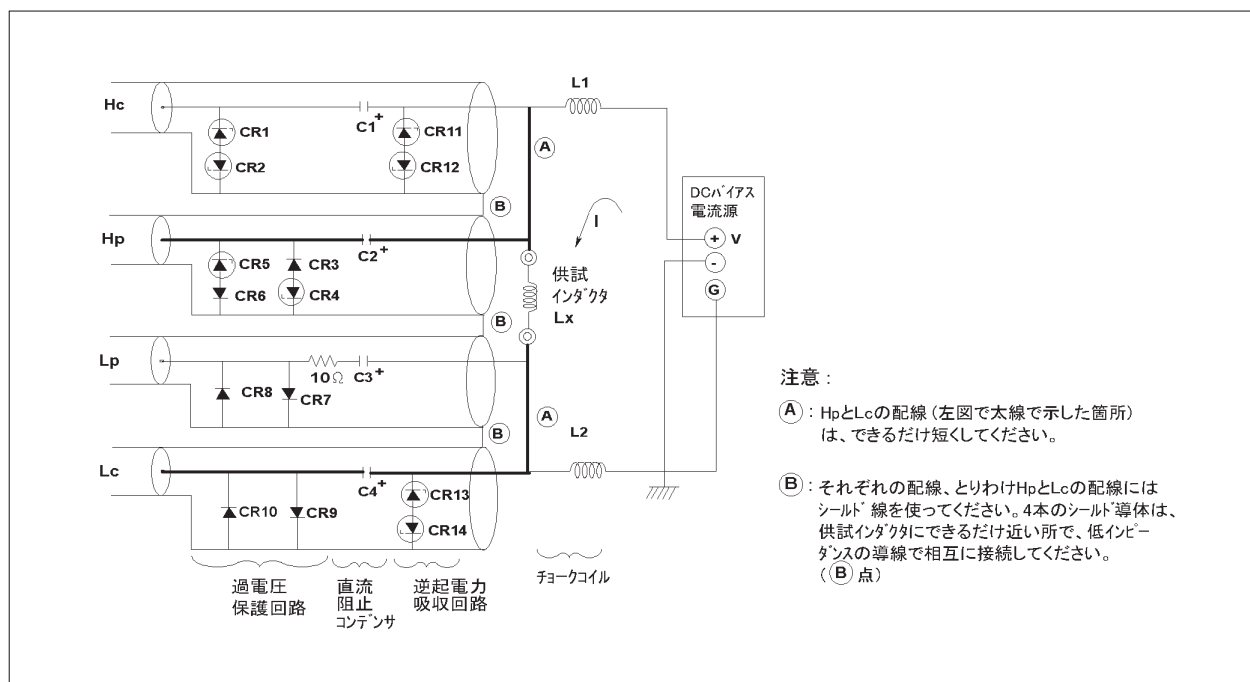 Hc
CR1
CR2
C1+
CR11
CR12
L1
A
B
DCバイアス
電流源
+ V
-
G
I
Hp
CR5
CR6
CR3
CR4
C2+
供試
インダクタ
Lx
B
Lp
CR8
CR7
10Ω
C3+
A
B
L2
Lc
CR10
CR9
C4+
CR13
CR14
過電圧
保護回路
直流
阻止
コンデンサ
逆起電力
吸収回路
チョークコイル
注意:
A : HpとLcの配線(左図で太線で示した箇所)
は、できるだけ短くしてください。
B : それぞれの配線、とりわけHpとLcの配線には
シールド線を使ってください。4本のシールド導体は、
供試インダクタにできるだけ近い所で、低インピー
ダンスの導線で相互に接続してください。
(B点)